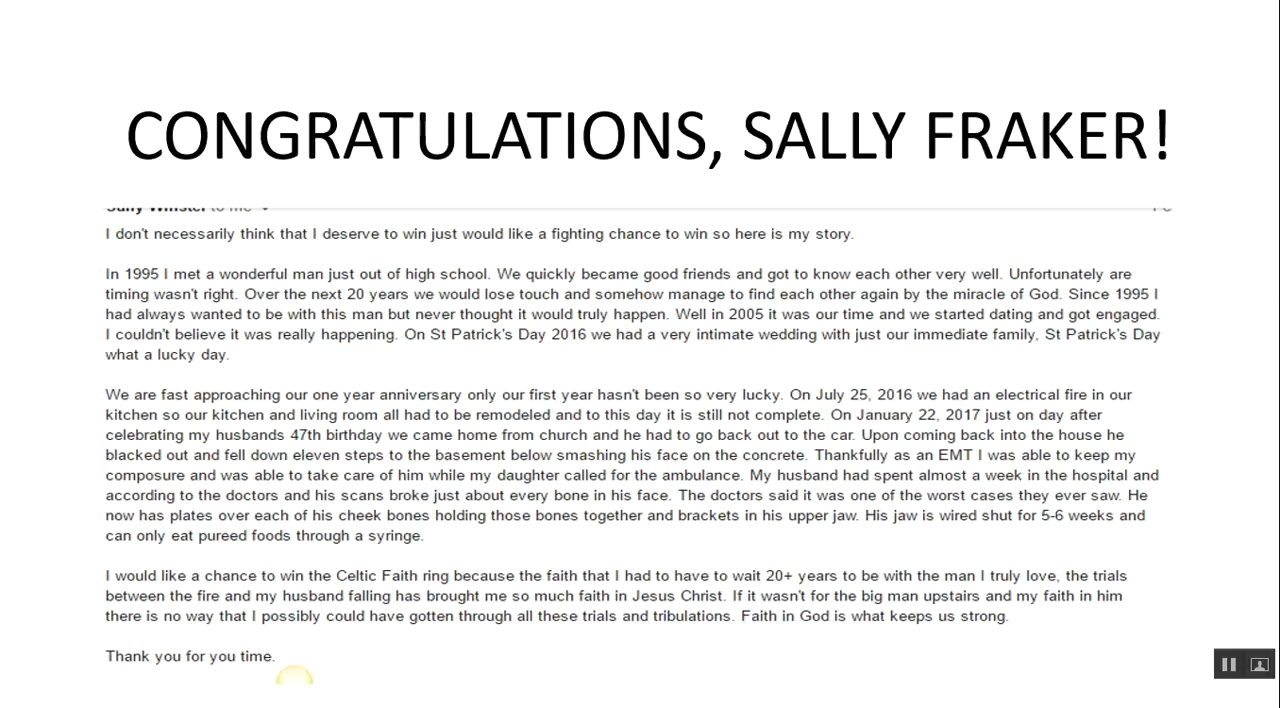 CONGRATULATIONS, SALLY FRAKER!
Sally to me
I don't necessarily think that I deserve to win just would like a fighting chance to win so here is my story.
In 1995 I met a wonderful man just out of high school. We quickly became good friends and got to know each other very well. Unfortunately are
timing wasn't right. Over the next 20 years we would lose touch and somehow manage to find each other again by the miracle of God. Since 1995 I
had always wanted to be with this man but never thought it would truly happen. Well in 2005 it was our time and we started dating and got engaged.
I couldn't believe it was really happening. On St Patrick's Day 2016 we had a very intimate wedding with just our immediate family, St Patrick's Day
what a lucky day.
We are fast approaching our one year anniversary only our first year hasn't been so very lucky. On July 25, 2016 we had an electrical fire in our
kitchen so our kitchen and living room all had to be remodeled and to this day it is still not complete. On January 22, 2017 just on day after
celebrating my husbands 47th birthday we came home from church and he had to go back out to the car. Upon coming back into the house he
blacked out and fell down eleven steps to the basement below smashing his face on the concrete. Thankfully as an EMT I was able to keep my
composure and was able to take care of him while my daughter called for the ambulance. My husband had spent almost a week in the hospital and
according to the doctors and his scans broke just about every bone in his face. The doctors said it was one of the worst cases they ever saw. He
now has plates over each of his cheek bones holding those bones together and brackets in his upper jaw. His jaw is wired shut for 5-6 weeks and
can only eat pureed foods through a syringe.
I would like a chance to win the Celtic Faith ring because the faith that I had to have to wait 20+ years to be with the man I truly love, the trials
between the fire and my husband falling has brought me so much faith in Jesus Christ. If it wasn't for the big man upstairs and my faith in him
there is no way that I possibly could have gotten through all these trials and tribulations. Faith in God is what keeps us strong.
Thank you for you time.